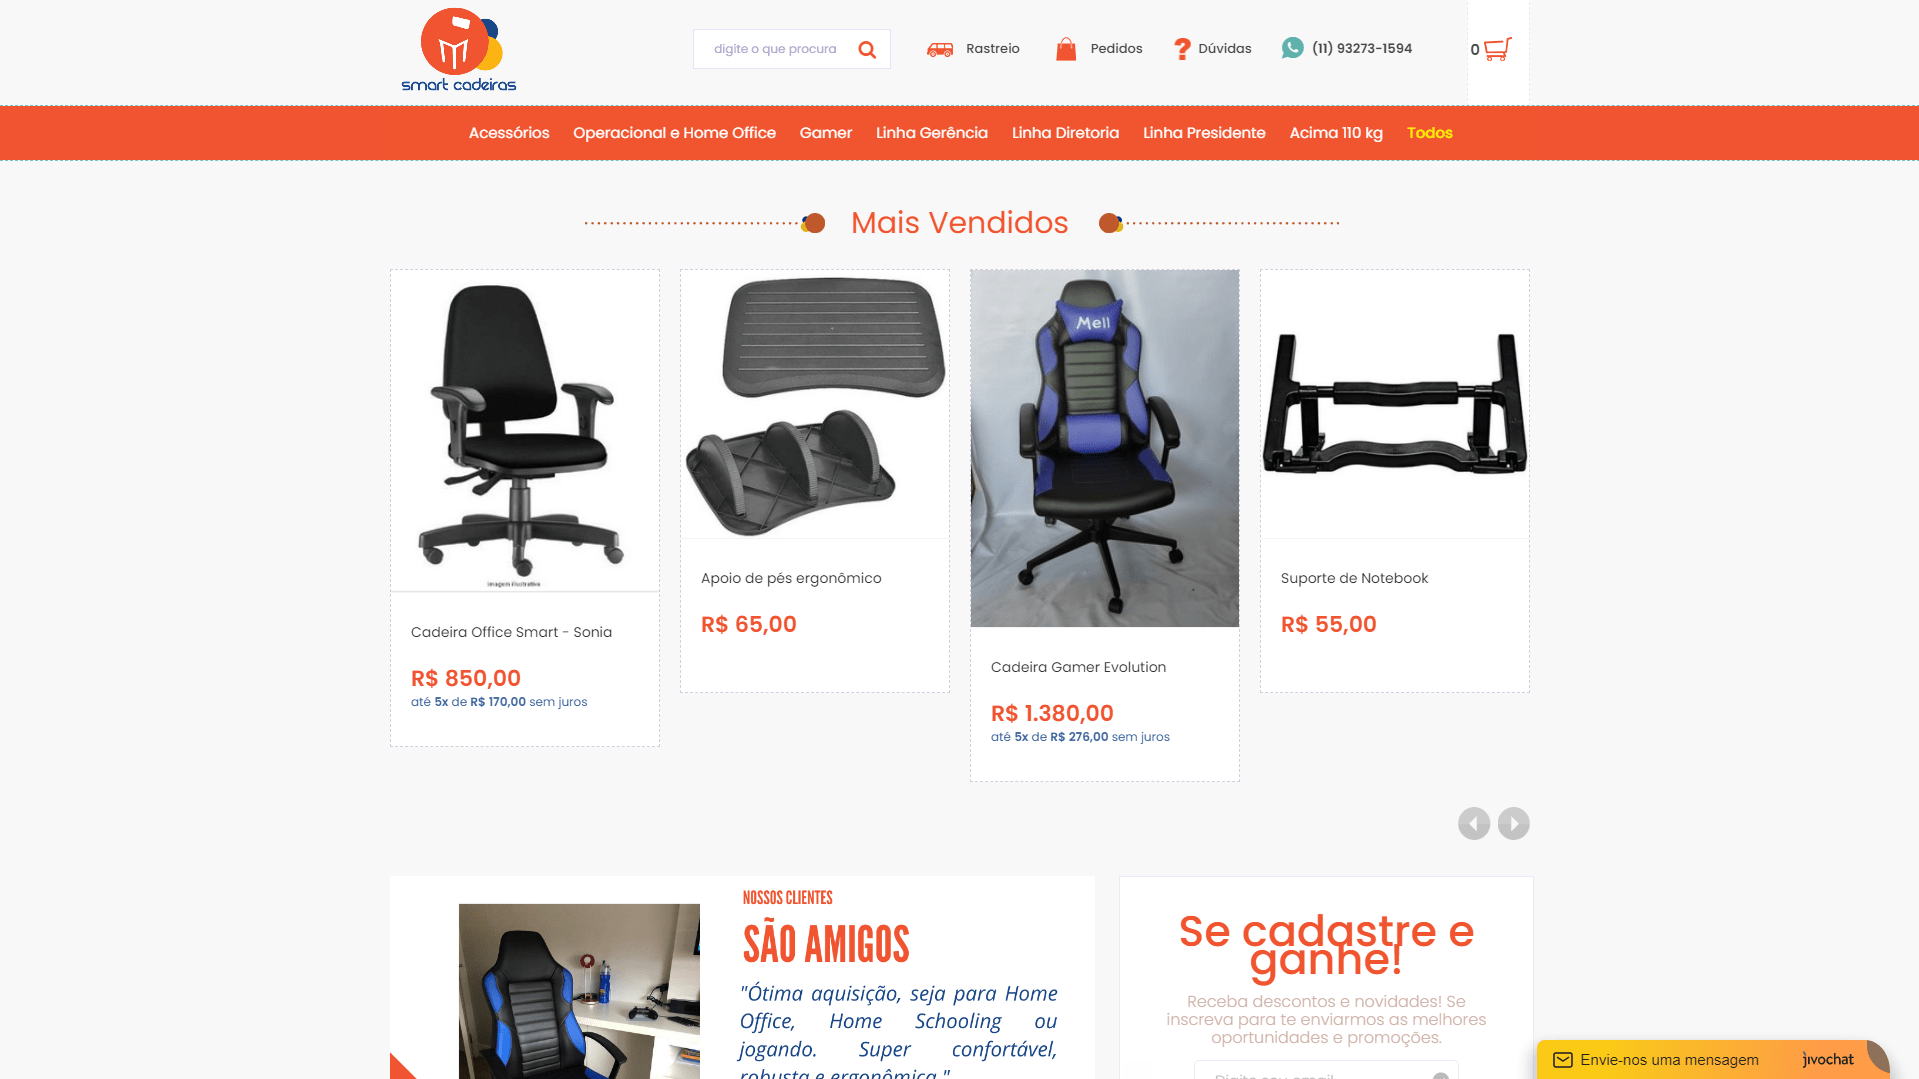 smart cadeiras
digite o que procura
Rastreio
Pedidos
Dúvidas
(11) 93273-1594
0
Acessórios
Operacional e Home Office
Gamer
Linha Gerência
Linha Diretoria
Linha Presidente
Acima 110 kg
Todos
Mais Vendidos
Imagem ilustrativa
Cadeira Office Smart - Sonia
R$ 850,00
até 5x de R$ 170,00 sem juros
Apoio de pés ergonômico
R$ 65,00
Mell
Cadeira Gamer Evolution
R$ 1.380,00
até 5x de R$ 276,00 sem juros
Suporte de Notebook
R$ 55,00
NOSSOS CLIENTES
SÃO AMIGOS
"Ótima aquisição, seja para Home
Office, Home Schooling ou
jogando. Super confortável,
robusta e ergonômica."
Se cadastre e
ganhe!
Receba descontos e novidades! Se
inscreva para te enviarmos as melhores
oportunidades e promoções.
Digite seu email
Envie-nos uma mensagem
jivochat